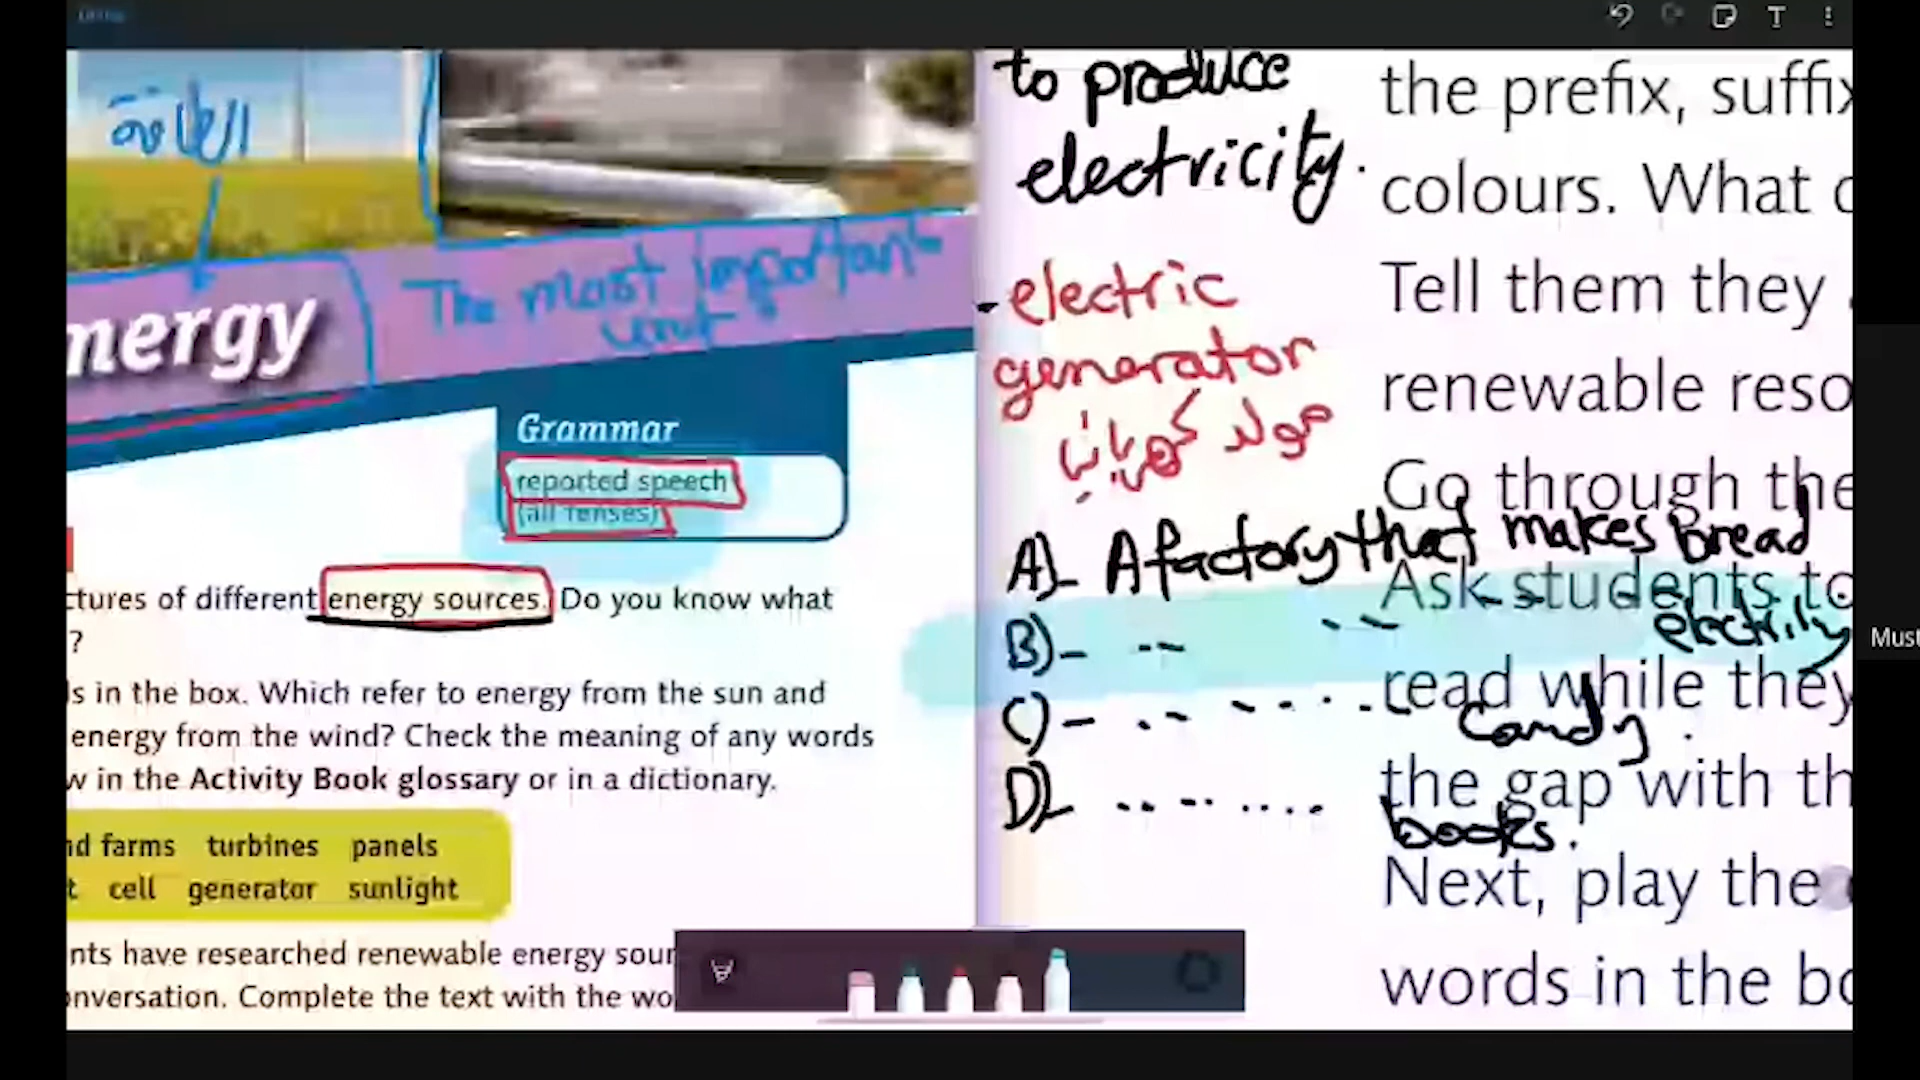 الطاقة
nergy
The most important
unit
Grammar
reported speech
(all tenses)
ctures of different energy sources. Do you know what
?
ls in the box. Which refer to energy from the sun and
energy from the wind? Check the meaning of any words
w in the Activity Book glossary or in a dictionary.
nd farms turbines panels
t cell generator sunlight
nts have researched renewable energy sour
onversation. Complete the text with the wo
to produce
electricity.
- electric
generator
مولد كهربائي
A)- A factory that makes bread
B)- -- -- -- electricity
C)- -- - - - - candy.
D)- -- -- .... books.
the prefix, suffix
colours. What c
Tell them they
renewable reso
Go through the
Ask students to
read while they
the gap with th
Next, play the
words in the bo
T
Must